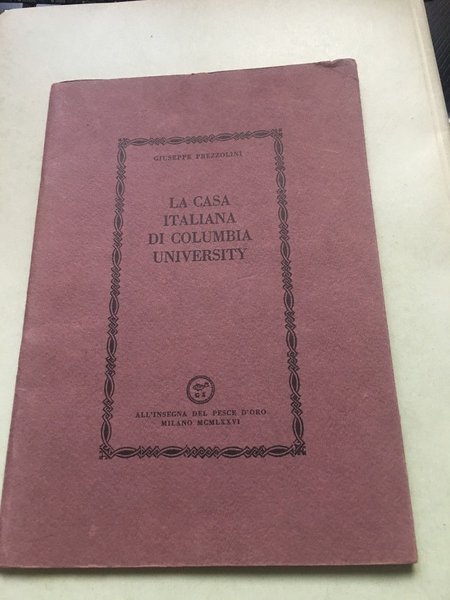 GIUSEPPE PREZZOLINI
LA CASA
ITALIANA
DI COLUMBIA
UNIVERSITY
ALL'INSEGNA DEL PESCE D'ORO
MILANO MCMLXXVI